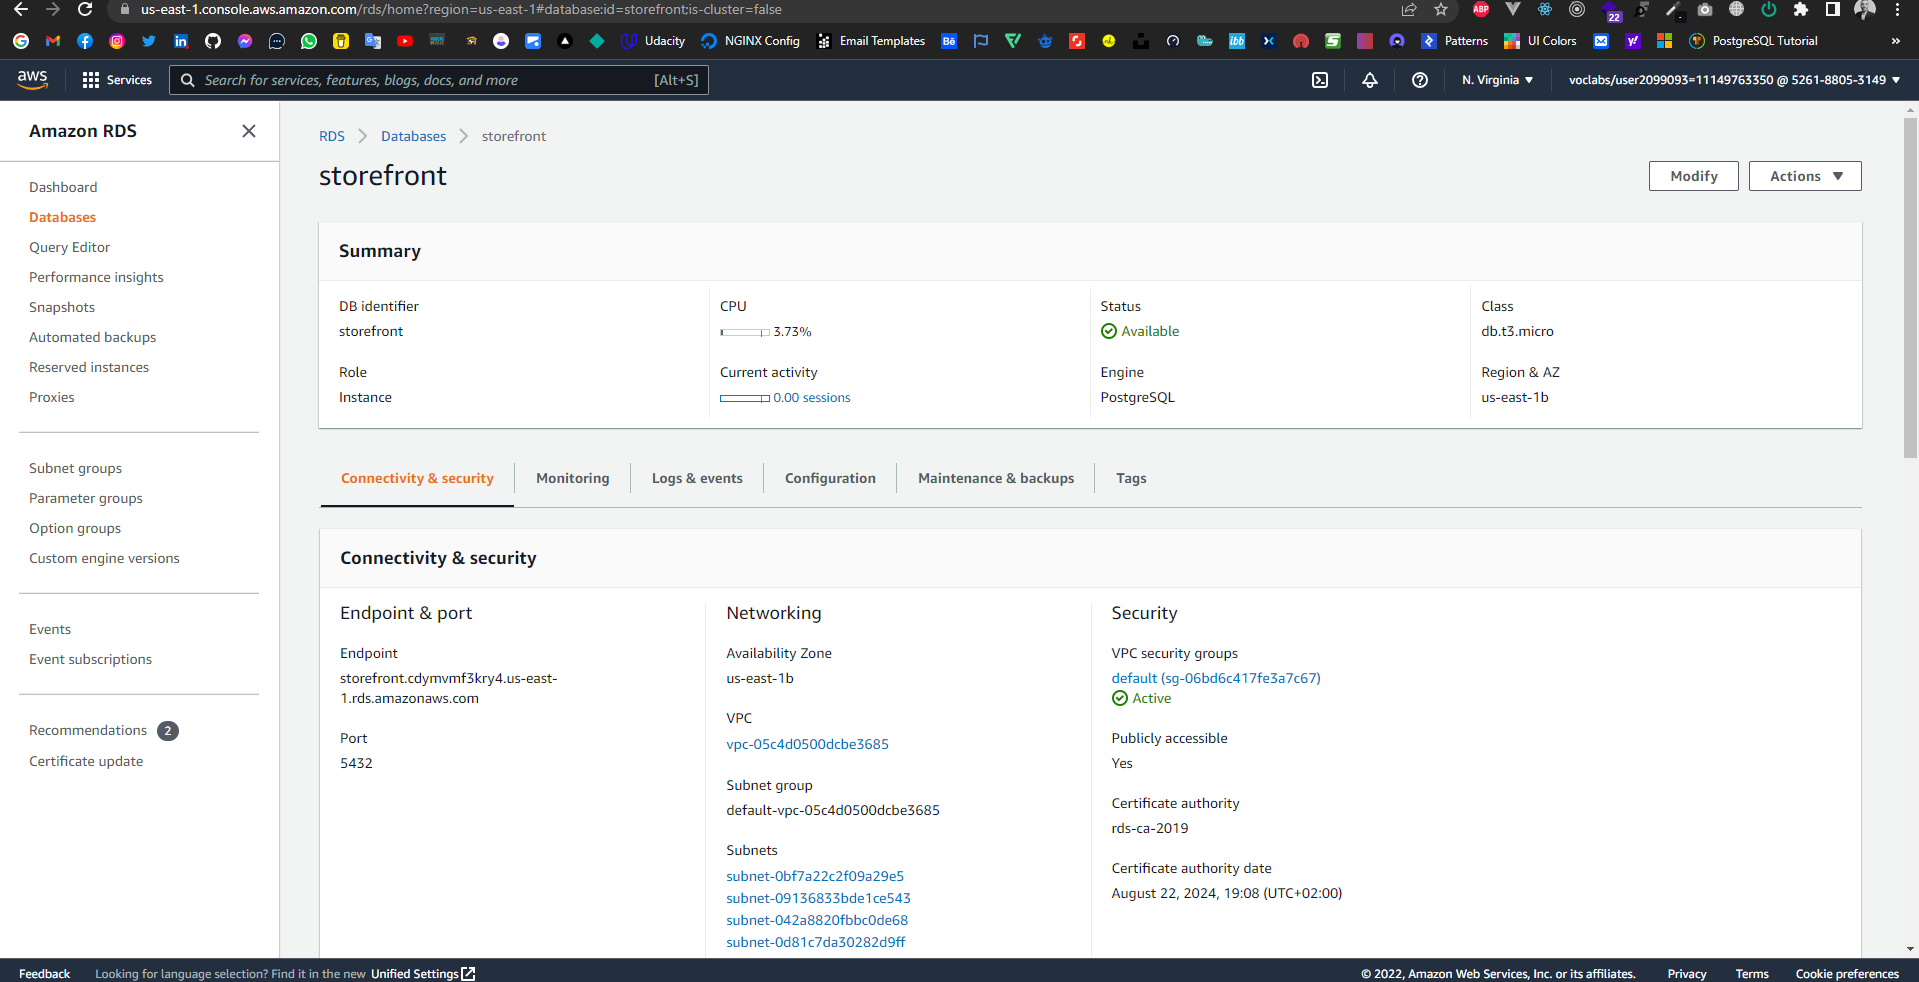 us-east-1.console.aws.amazon.com/rds/home?region=us-east-1#database:id=storefront;is-cluster=false
ABP
22
Udacity
NGINX Config
Email Templates
Bē
ibb
Patterns
UI Colors
PostgreSQL Tutorial
»
aws
Services
Search for services, features, blogs, docs, and more
[Alt+S]
N. Virginia
voclabs/user2099093=11149763350 @ 5261-8805-3149
Amazon RDS
Dashboard
Databases
Query Editor
Performance insights
Snapshots
Automated backups
Reserved instances
Proxies
Subnet groups
Parameter groups
Option groups
Custom engine versions
Events
Event subscriptions
Recommendations 2
Certificate update
RDS
Databases
storefront
storefront
Modify
Actions
Summary
DB identifier
storefront
CPU
3.73%
Status
Available
Class
db.t3.micro
Role
Instance
Current activity
0.00 sessions
Engine
PostgreSQL
Region & AZ
us-east-1b
Connectivity & security
Monitoring
Logs & events
Configuration
Maintenance & backups
Tags
Connectivity & security
Endpoint & port
Endpoint
storefront.cdymvmf3kry4.us-east-
1.rds.amazonaws.com
Port
5432
Networking
Availability Zone
us-east-1b
VPC
vpc-05c4d0500dcbe3685
Subnet group
default-vpc-05c4d0500dcbe3685
Subnets
subnet-0bf7a22c2f09a29e5
subnet-09136833bde1ce543
subnet-042a8820fbbc0de68
subnet-0d81c7da30282d9ff
Security
VPC security groups
default (sg-06bd6c417fe3a7c67)
Active
Publicly accessible
Yes
Certificate authority
rds-ca-2019
Certificate authority date
August 22, 2024, 19:08 (UTC+02:00)
Feedback
Looking for language selection? Find it in the new Unified Settings
© 2022, Amazon Web Services, Inc. or its affiliates.
Privacy
Terms
Cookie preferences